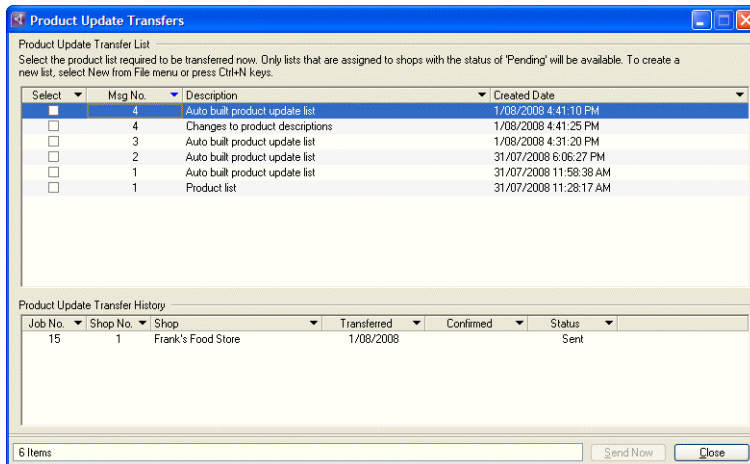 Product Update Transfers
Product Update Transfer List
Select the product list required to be transferred now. Only lists that are assigned to shops with the status of 'Pending' will be available. To create a
new list, select New from File menu or press Ctrl+N keys.
Select Msg No. Description Created Date
4 Auto built product update list 1/08/2008 4:41:10 PM
4 Changes to product descriptions 1/08/2008 4:41:25 PM
3 Auto built product update list 1/08/2008 4:31:20 PM
2 Auto built product update list 31/07/2008 6:06:27 PM
1 Auto built product update list 31/07/2008 11:58:38 AM
1 Product list 31/07/2008 11:28:17 AM
Product Update Transfer History
Job No. Shop No. Shop Transferred Confirmed Status
15 1 Frank's Food Store 1/08/2008 Sent
6 Items Send Now Close